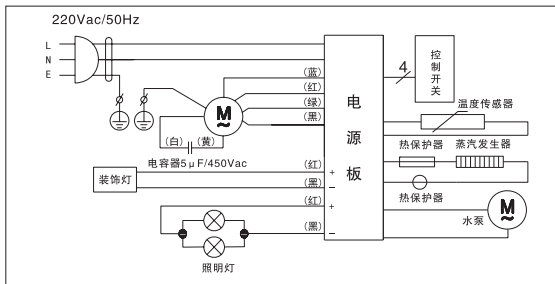 220Vac/50Hz
L
N
E
M
~
(蓝)
(红)
(绿)
(黑)
(白)
(黄)
电容器5μF/450Vac
装饰灯
(红)
+
(黑)
−
(红)
+
(黑)
−
照明灯
电源板
4
控制开关
温度传感器
热保护器
蒸汽发生器
热保护器
水泵
M
~